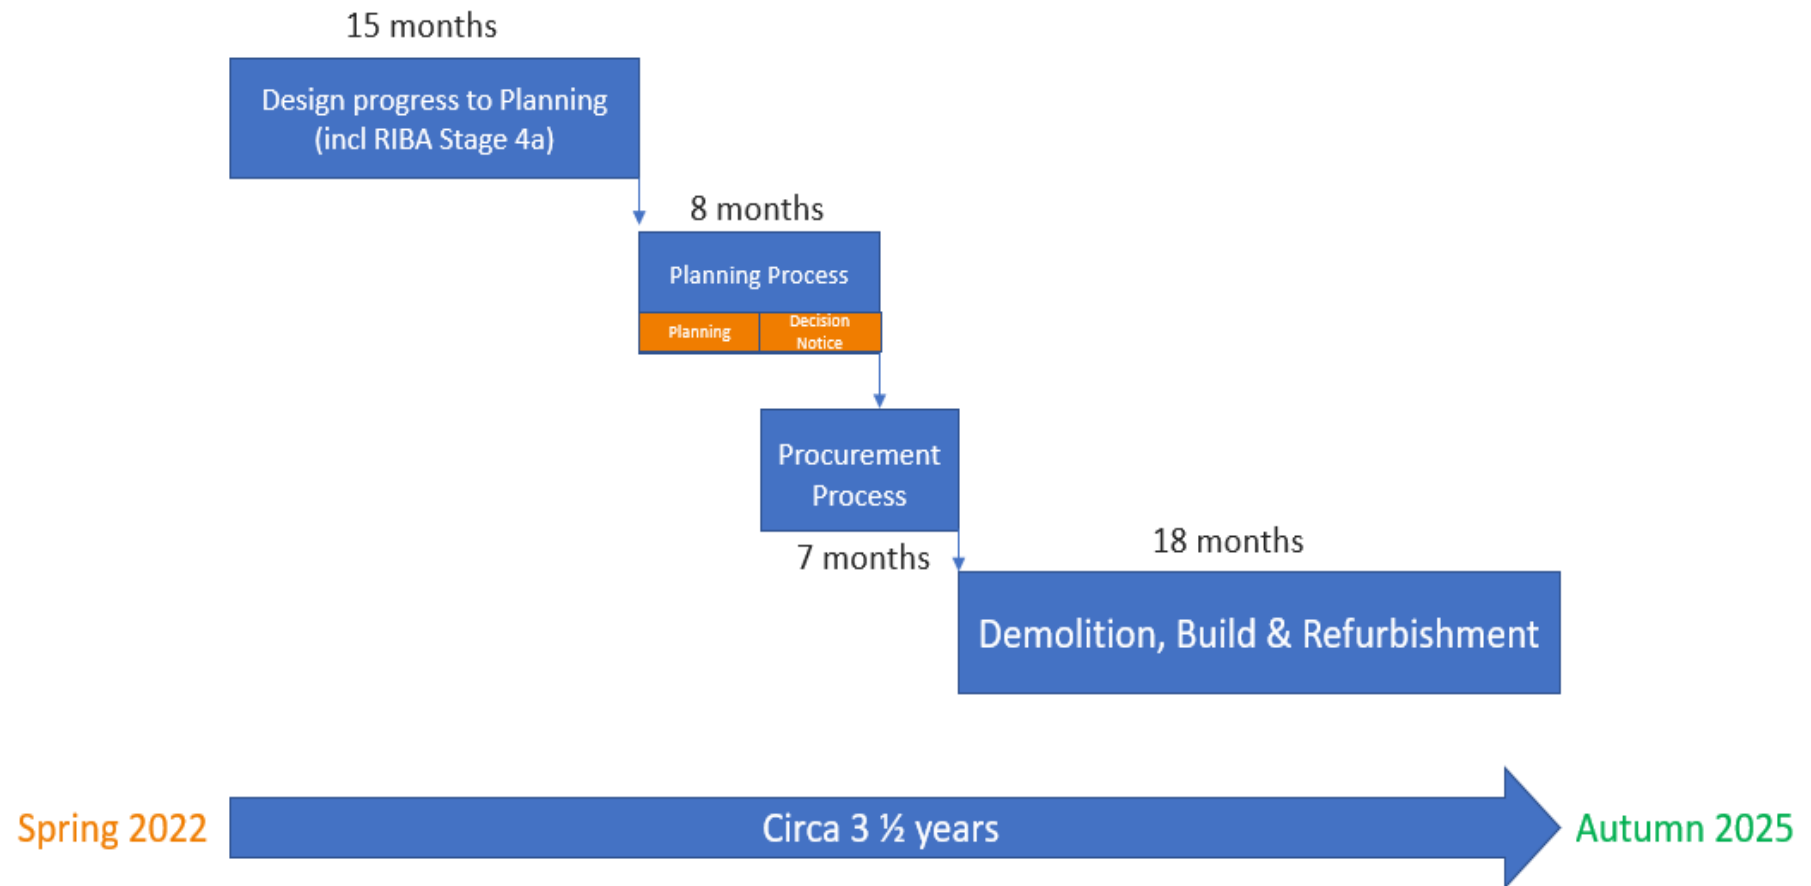 15 months
Design progress to Planning
(incl RIBA Stage 4a)
8 months
Planning Process
Planning
Decision
Notice
Procurement
Process
7 months
18 months
Demolition, Build & Refurbishment
Spring 2022
Circa 3 ½ years
Autumn 2025